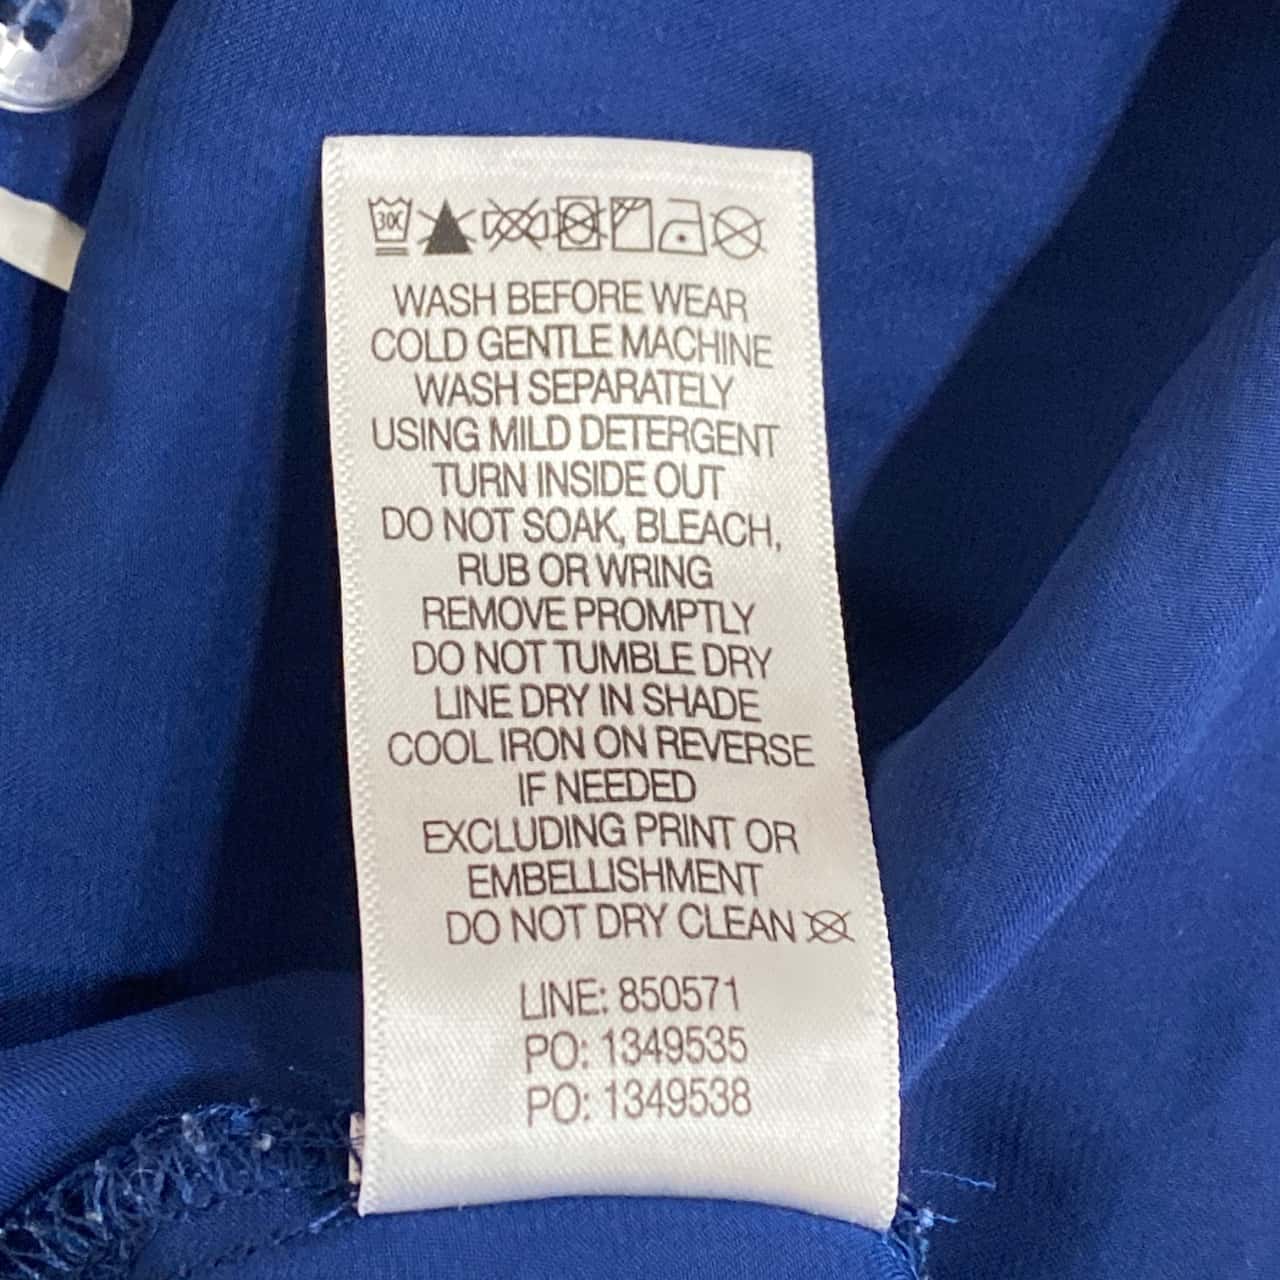 30C
WASH BEFORE WEAR
COLD GENTLE MACHINE
WASH SEPARATELY
USING MILD DETERGENT
TURN INSIDE OUT
DO NOT SOAK, BLEACH,
RUB OR WRING
REMOVE PROMPTLY
DO NOT TUMBLE DRY
LINE DRY IN SHADE
COOL IRON ON REVERSE
IF NEEDED
EXCLUDING PRINT OR
EMBELLISHMENT
DO NOT DRY CLEAN
LINE: 850571
PO: 1349535
PO: 1349538